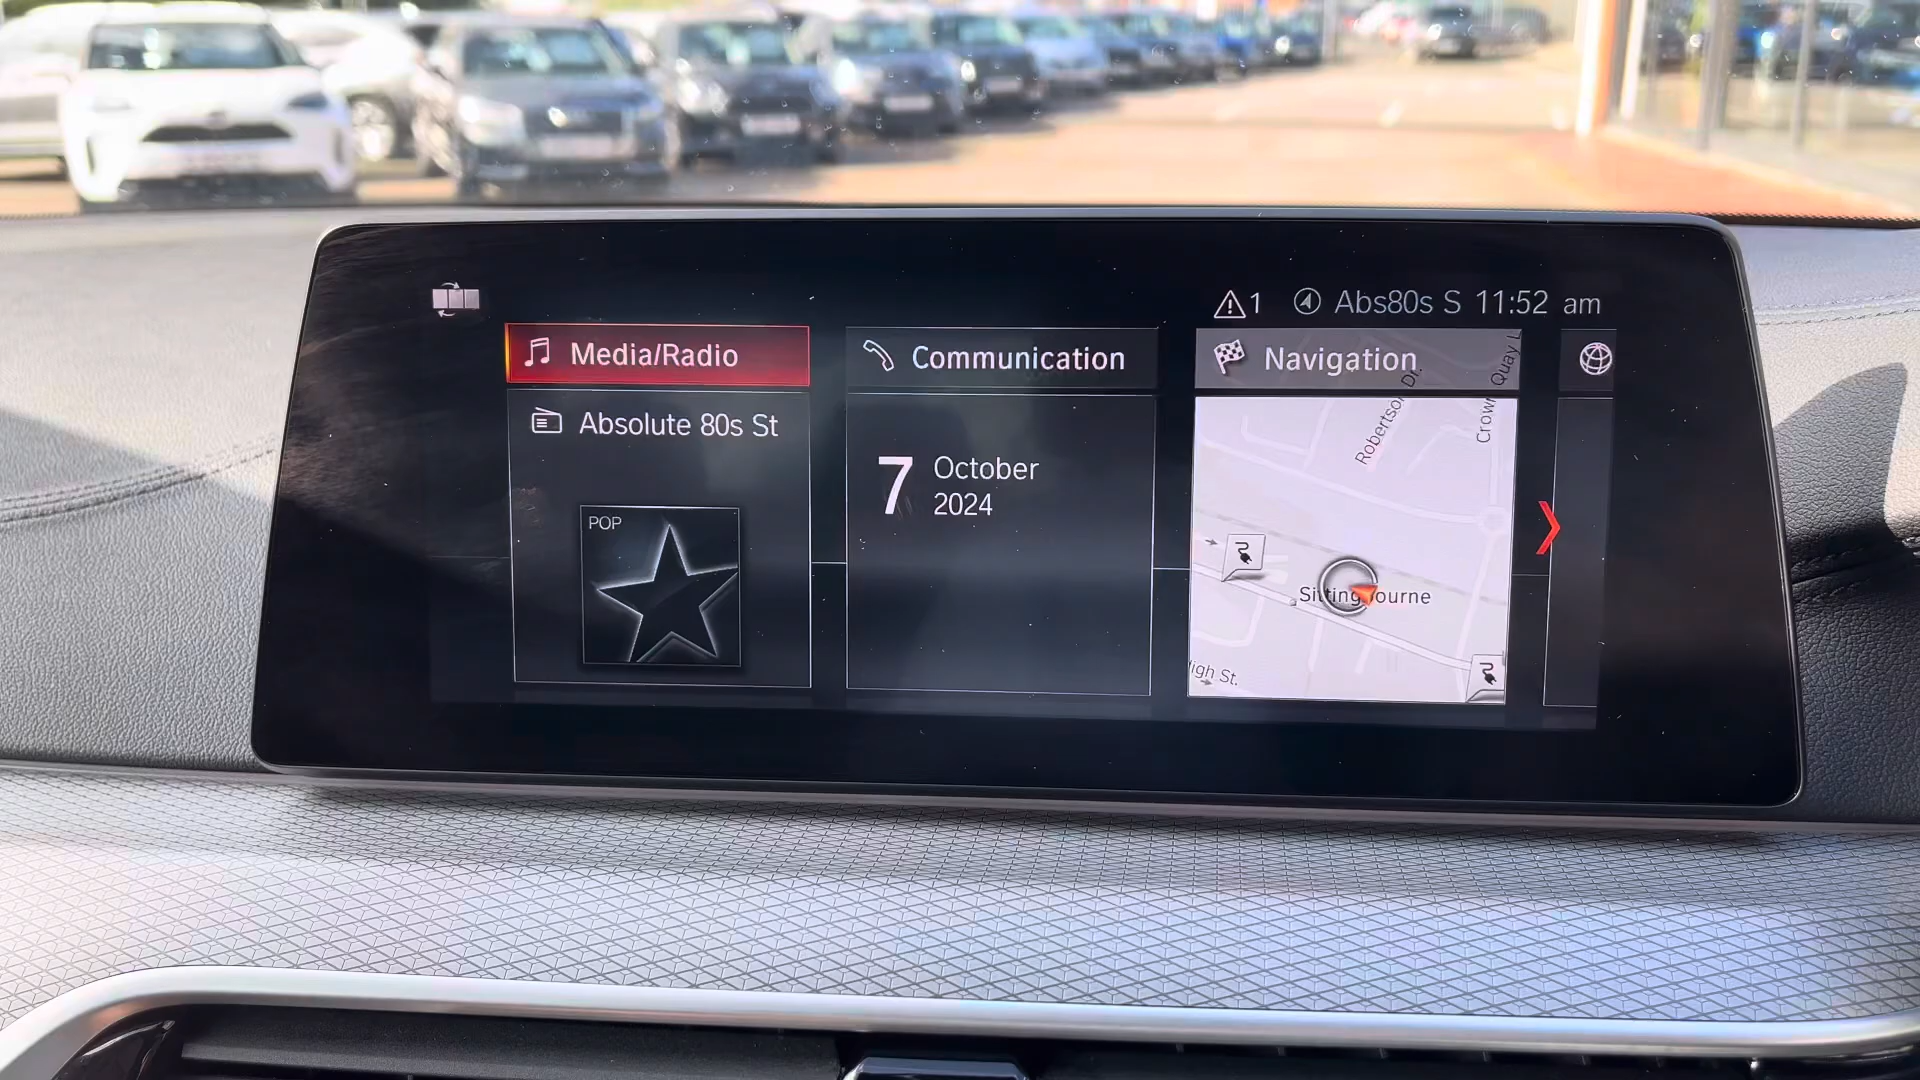 1 Abs80s S 11:52 am
Media/Radio
Communication
Navigation
Absolute 80s St
POP
7 October
2024
Robertson Dr.
Crown Quay L
Sittingbourne
igh St.